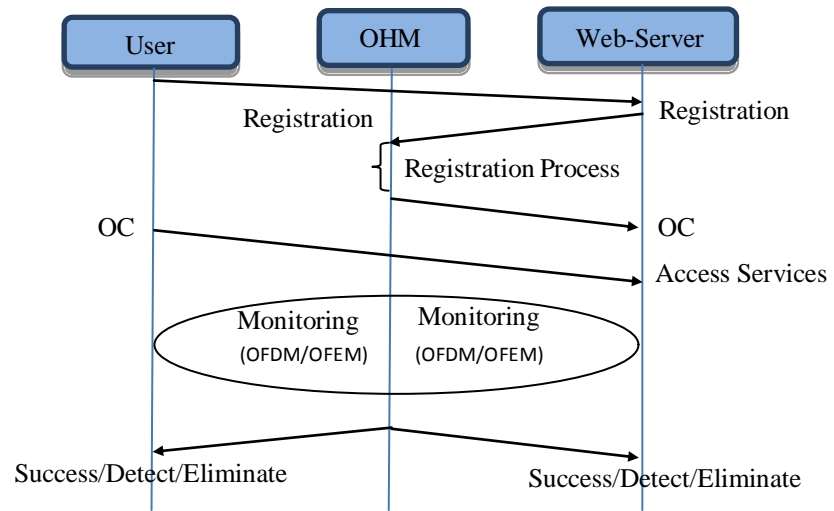 User
OHM
Web-Server
Registration
Registration
Registration Process
OC
OC
Access Services
Monitoring
Monitoring
(OFDM/OFEM)
(OFDM/OFEM)
Success/Detect/Eliminate
Success/Detect/Eliminate